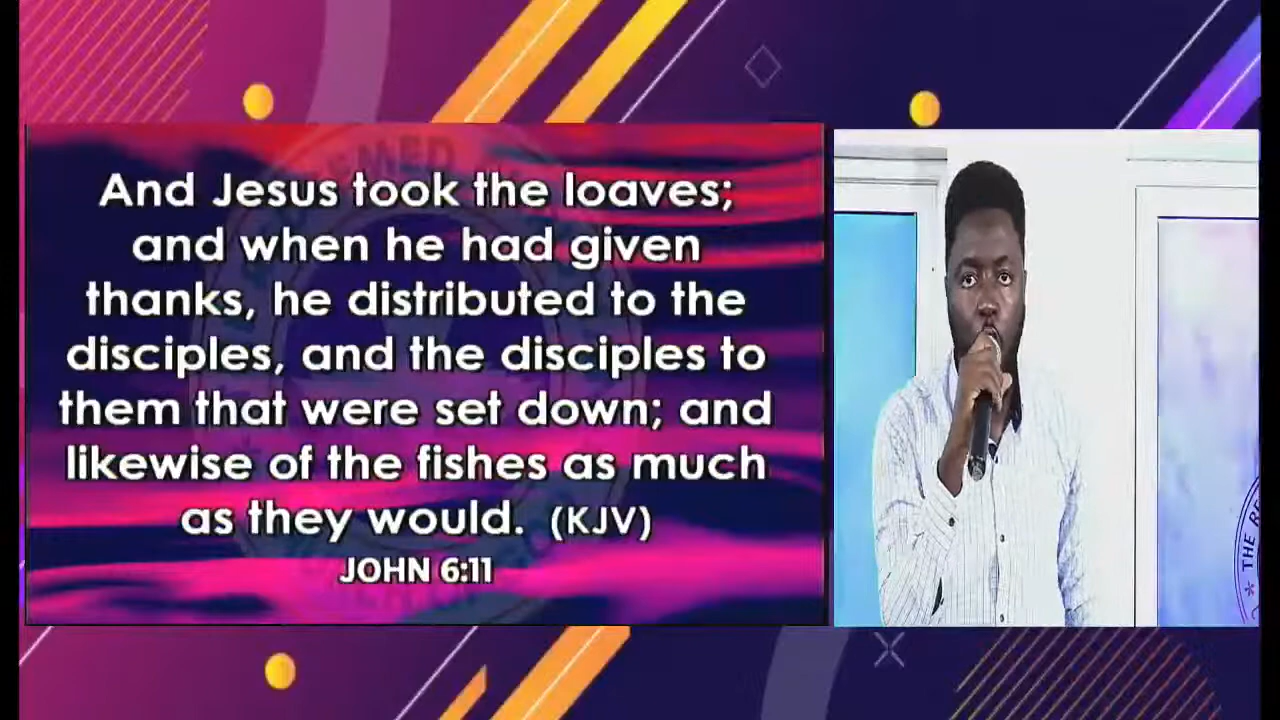 And Jesus took the loaves;
and when he had given
thanks, he distributed to the
disciples, and the disciples to
them that were set down; and
likewise of the fishes as much
as they would. (KJV)
JOHN 6:11
THE RE